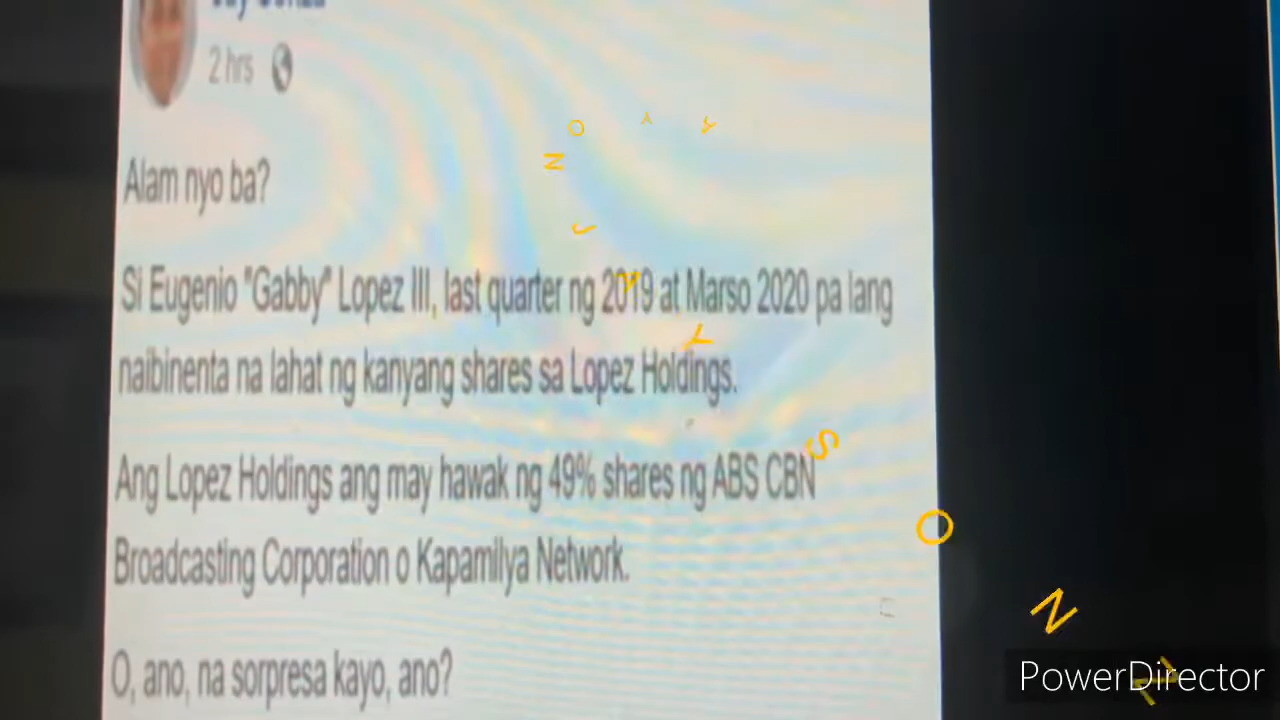 2 hrs
Alam nyo ba?
Si Eugenio "Gabby" Lopez III, last quarter ng 2019 at Marso 2020 pa lang
naibinenta na lahat ng kanyang shares sa Lopez Holdings.
Ang Lopez Holdings ang may hawak ng 49% shares ng ABS CBN
Broadcasting Corporation o Kapamilya Network.
O, ano, na sorpresa kayo, ano?
PowerDirector